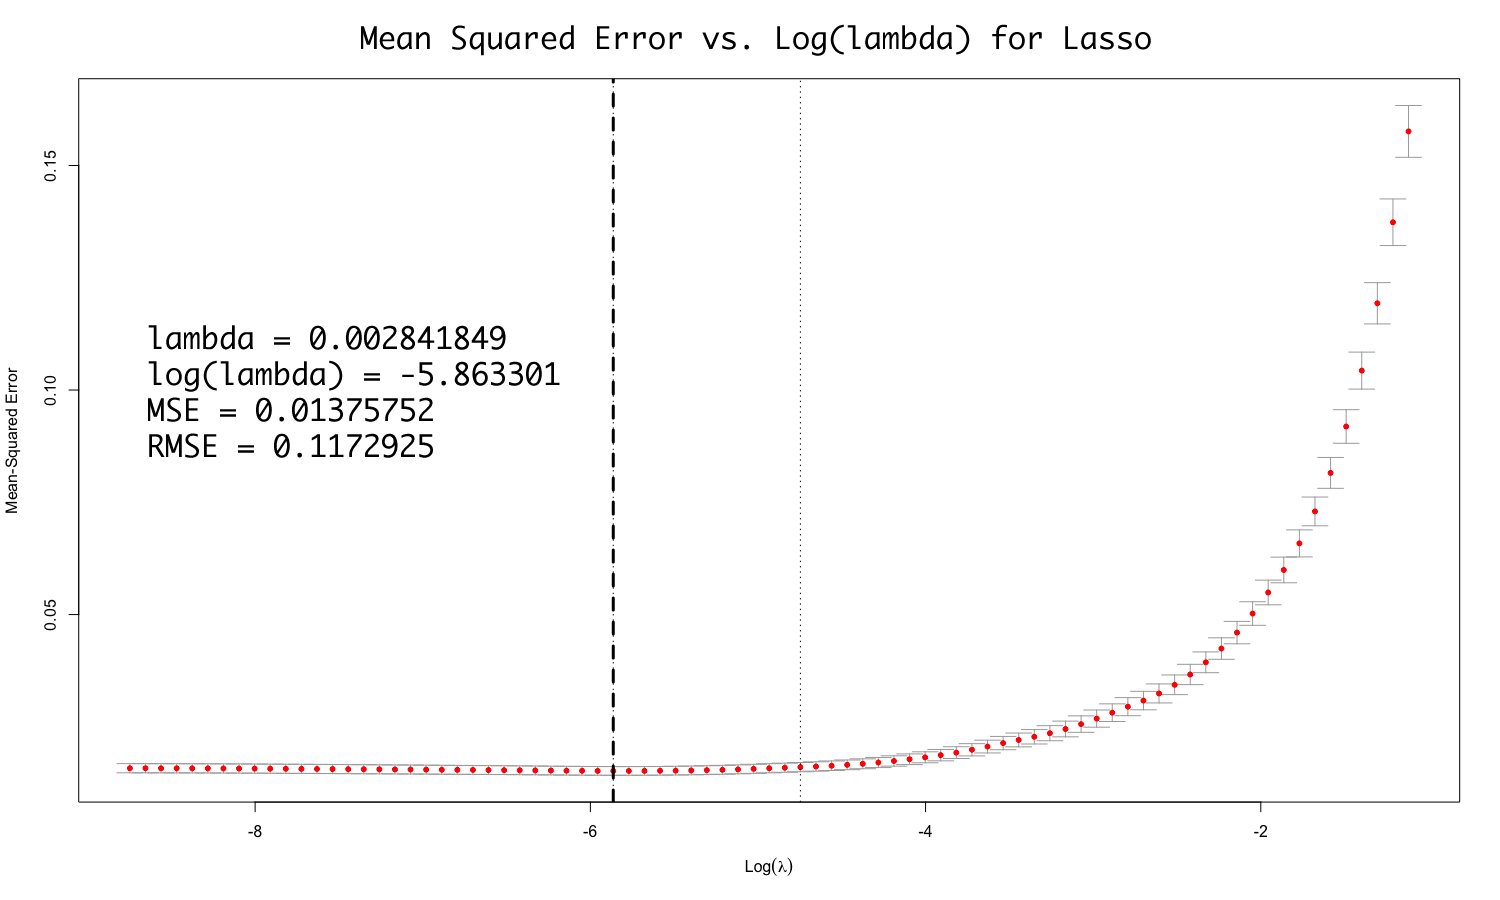 Mean Squared Error vs. Log(lambda) for Lasso
0.15
0.10
0.05
Mean-Squared Error
lambda = 0.002841849
log(lambda) = -5.863301
MSE = 0.01375752
RMSE = 0.1172925
-8 -6 -4 -2
Log(λ)